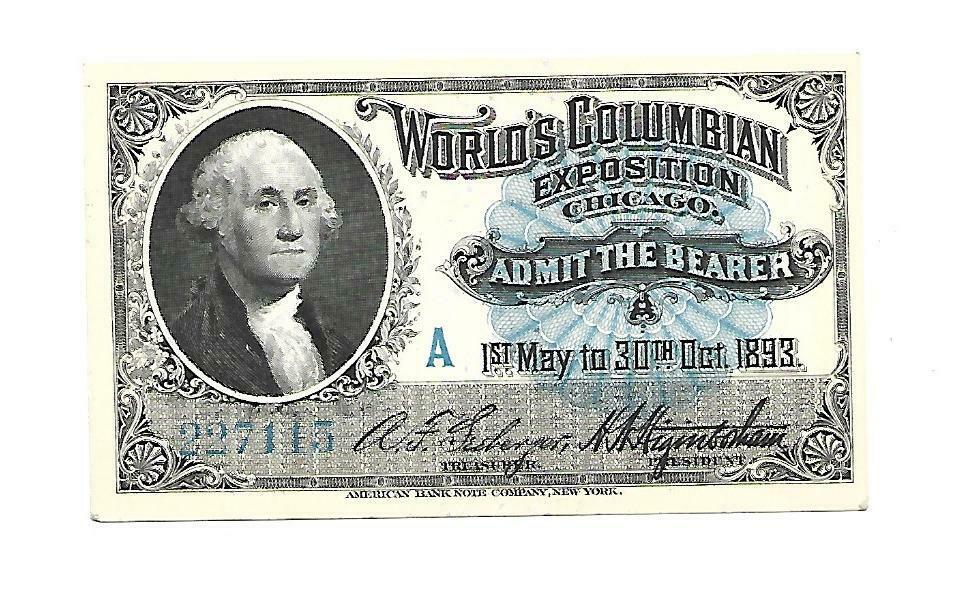 WORLD'S COLUMBIAN
EXPOSITION
CHICAGO.
ADMIT THE BEARER
A
A 1ST May to 30TH Oct. 1893.
227115
TREASURER. PRESIDENT.
AMERICAN BANK NOTE COMPANY, NEW YORK.